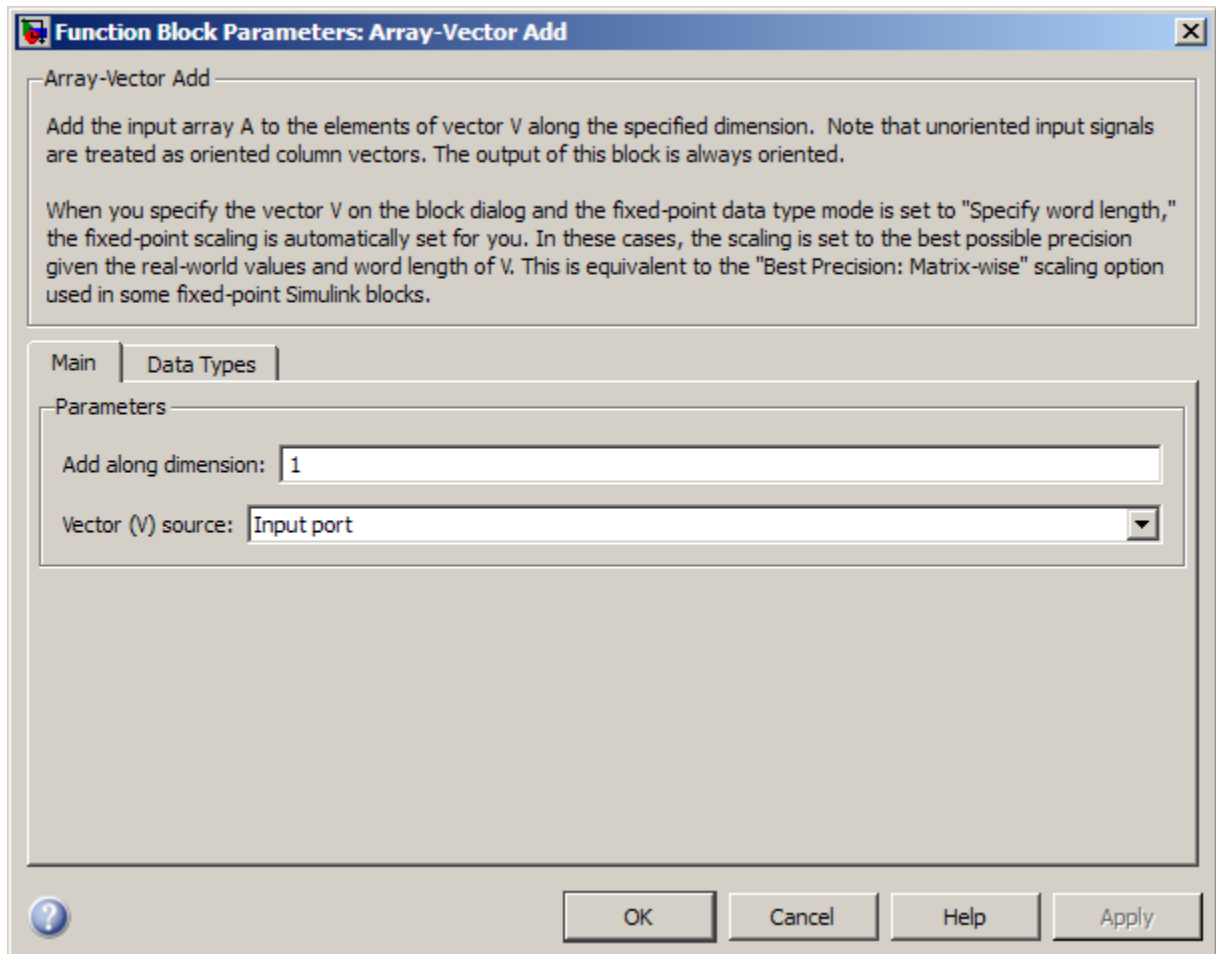 Function Block Parameters: Array-Vector Add
Array-Vector Add
Add the input array A to the elements of vector V along the specified dimension.  Note that unoriented input signals
are treated as oriented column vectors. The output of this block is always oriented.
When you specify the vector V on the block dialog and the fixed-point data type mode is set to "Specify word length,"
the fixed-point scaling is automatically set for you. In these cases, the scaling is set to the best possible precision
given the real-world values and word length of V. This is equivalent to the "Best Precision: Matrix-wise" scaling option
used in some fixed-point Simulink blocks.
Main Data Types
Parameters
Add along dimension: 1
Vector (V) source: Input port
? OK Cancel Help Apply